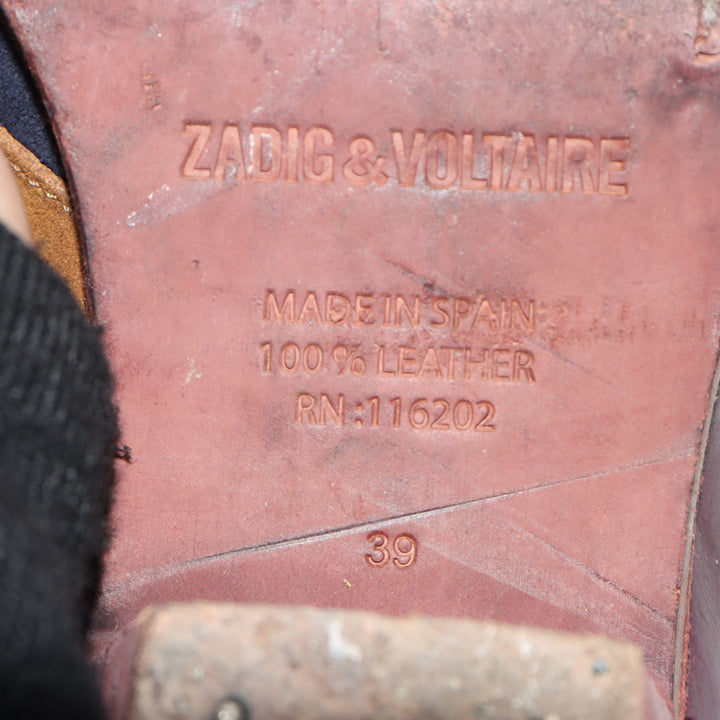 ZADIG & VOLTAIRE
MADE IN SPAIN
100% LEATHER
RN:116202
39